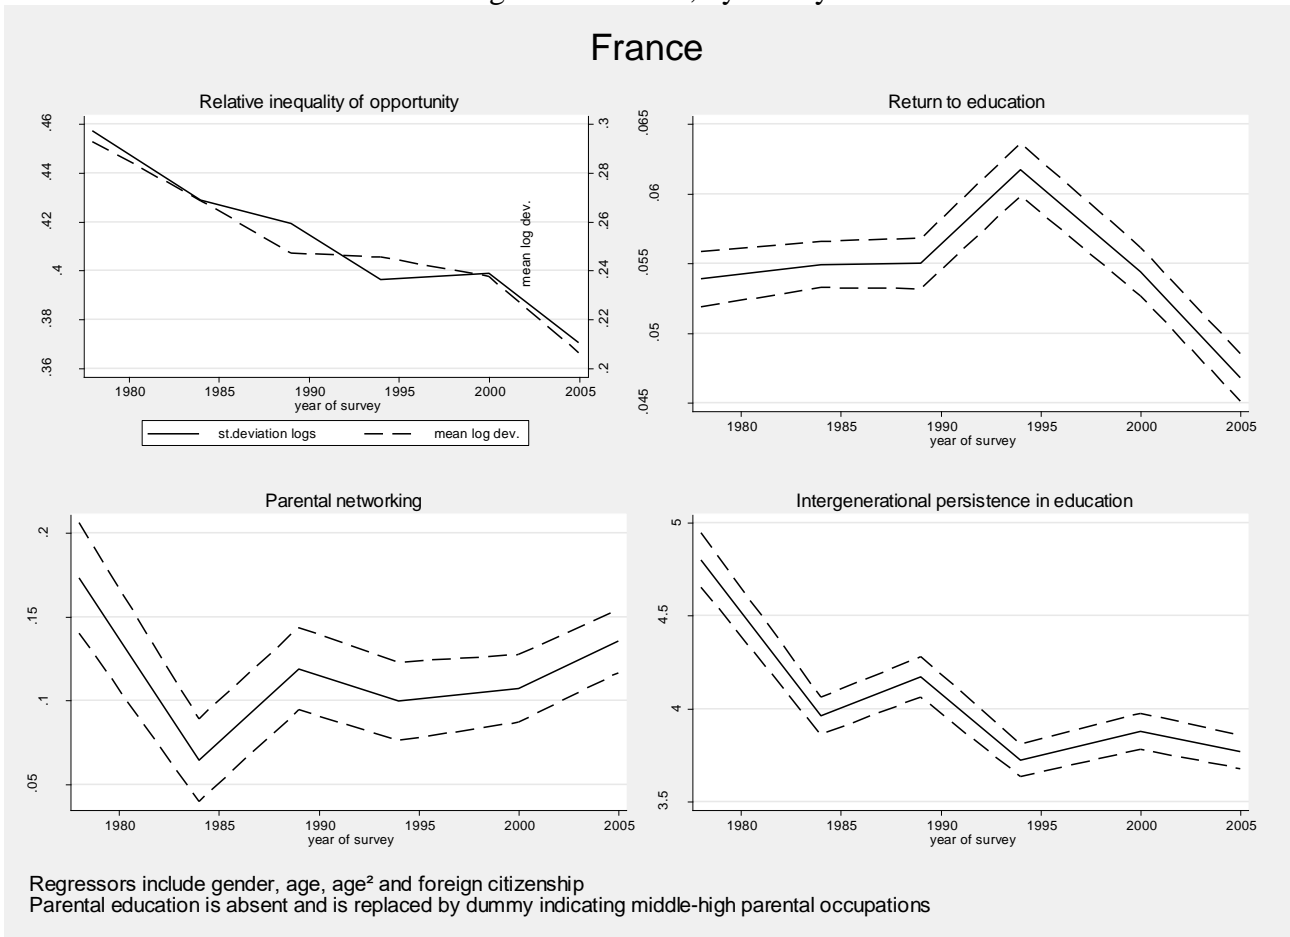 France
Relative inequality of opportunity
.46
.44
.42
.4
.38
.36
.3
.28
.26
.24
.22
.2
mean log dev.
1980 1985 1990 1995 2000 2005
year of survey
st.deviation logs mean log dev.
Return to education
.065
.06
.055
.05
.045
1980 1985 1990 1995 2000 2005
year of survey
Parental networking
.2
.15
.1
.05
1980 1985 1990 1995 2000 2005
year of survey
Intergenerational persistence in education
5
4.5
4
3.5
1980 1985 1990 1995 2000 2005
year of survey
Regressors include gender, age, age² and foreign citizenship
Parental education is absent and is replaced by dummy indicating middle-high parental occupations